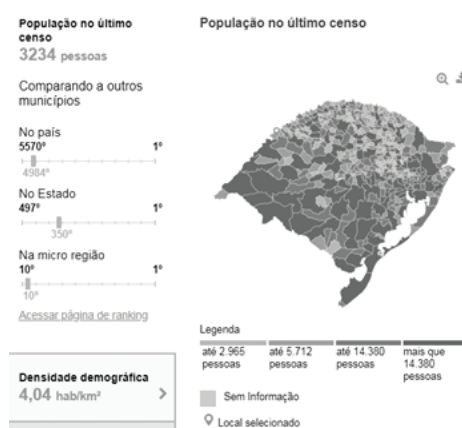 População no último
censo
3234 pessoas
Comparando a outros
municípios
No país
5570º 1º
4984º
No Estado
497º 1º
350º
Na micro região
10º 1º
10º
Acessar página de ranking
Densidade demográfica
4,04 hab/km²
População no último censo
Legenda
até 2.965
pessoas
até 5.712
pessoas
até 14.380
pessoas
mais que
14.380
pessoas
Sem Informação
Local selecionado